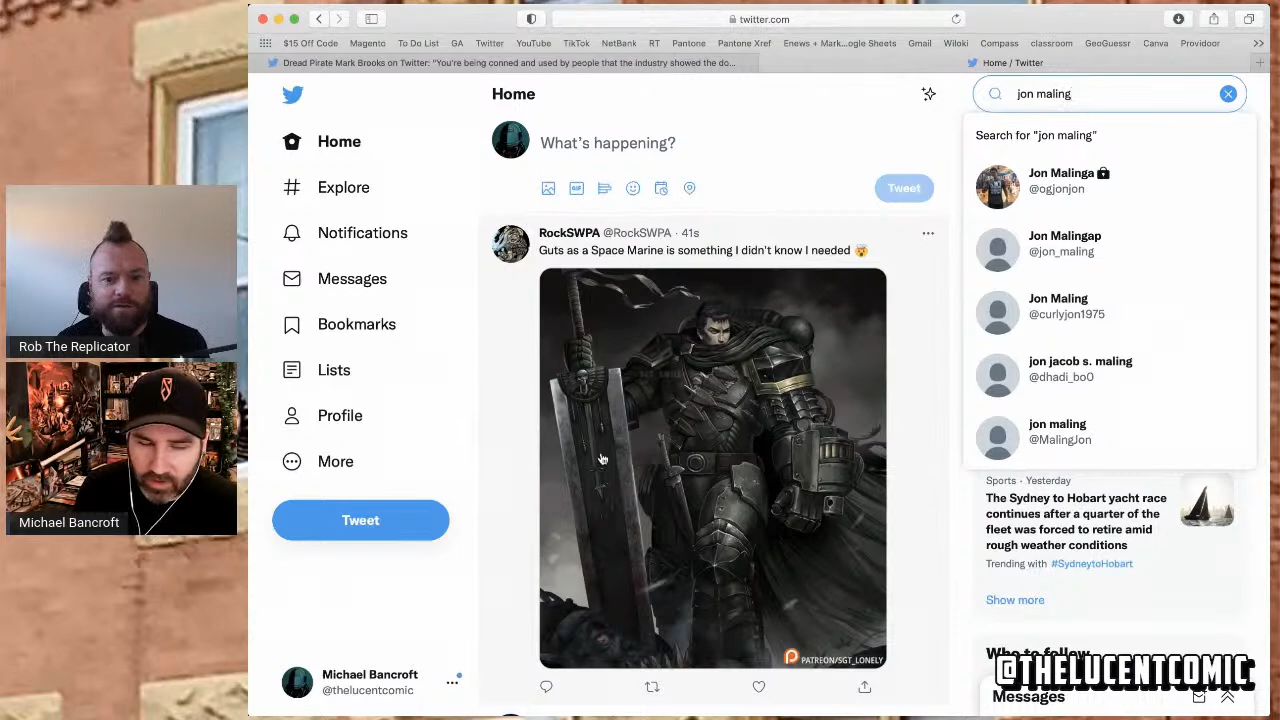 twitter.com
$15 Off Code
Magento
To Do List
GA
Twitter
YouTube
TikTok
NetBank
RT
Pantone
Pantone Xref
Enews + Mark...ogle Sheets
Gmail
Wiloki
Compass
classroom
GeoGuessr
Canva
Providoor
Dread Pirate Mark Brooks on Twitter: "You're being conned and used by people that the industry showed the do...
Home / Twitter
Home
jon maling
Search for "jon maling"
Home
Explore
Notifications
Messages
Bookmarks
Lists
Profile
More
Tweet
Michael Bancroft
@thelucentcomic
What's happening?
GIF
Tweet
RockSWPA @RockSWPA · 41s
Guts as a Space Marine is something I didn't know I needed 🤯
PATREON/SGT_LONELY
Jon Malinga
@ogjonjon
Jon Malingap
@jon_maling
Jon Maling
@curlyjon1975
jon jacob s. maling
@dhadi_bo0
jon maling
@MalingJon
Sports · Yesterday
The Sydney to Hobart yacht race
continues after a quarter of the
fleet was forced to retire amid
rough weather conditions
Trending with #SydneytoHobart
Show more
Who to follow
@THELUCENTCOMIC
Messages
Rob The Replicator
Michael Bancroft